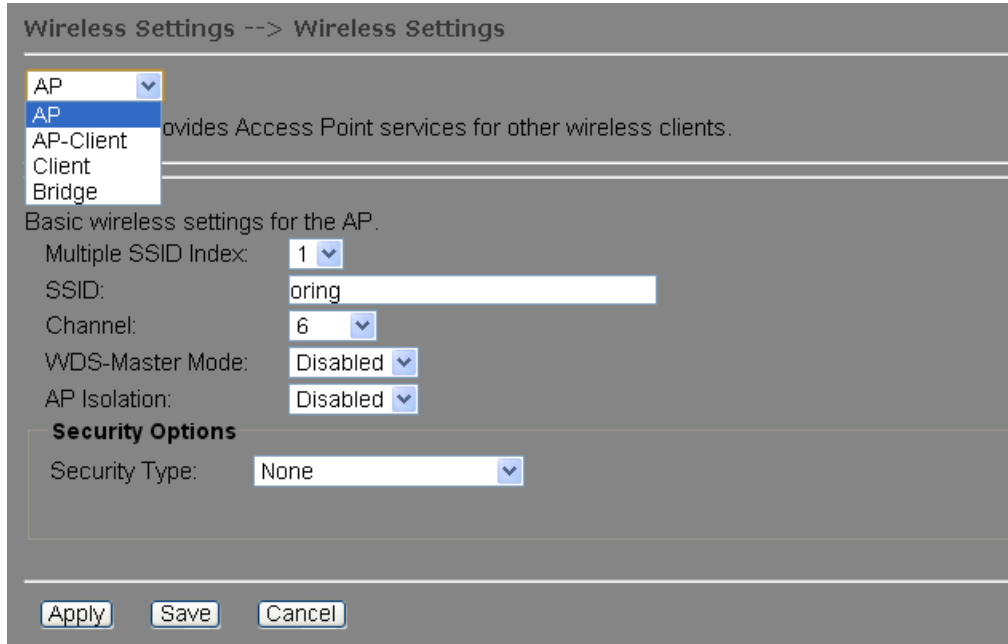 Wireless Settings --> Wireless Settings
AP
AP
AP-Client
Client
Bridge
ovides Access Point services for other wireless clients.
Basic wireless settings for the AP.
Multiple SSID Index: 1
SSID: oring
Channel: 6
WDS-Master Mode: Disabled
AP Isolation: Disabled
Security Options
Security Type: None
Apply Save Cancel